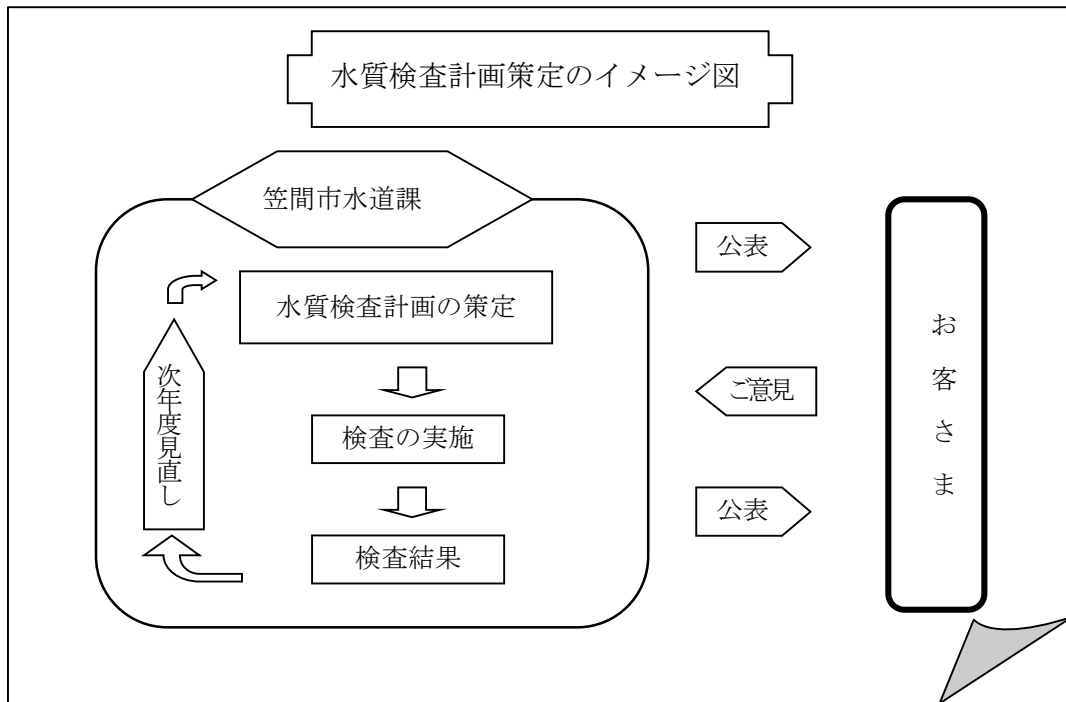 水質検査計画策定のイメージ図
笠間市水道課
水質検査計画の策定
検査の実施
検査結果
次年度見直し
公表
ご意見
公表
お客さま